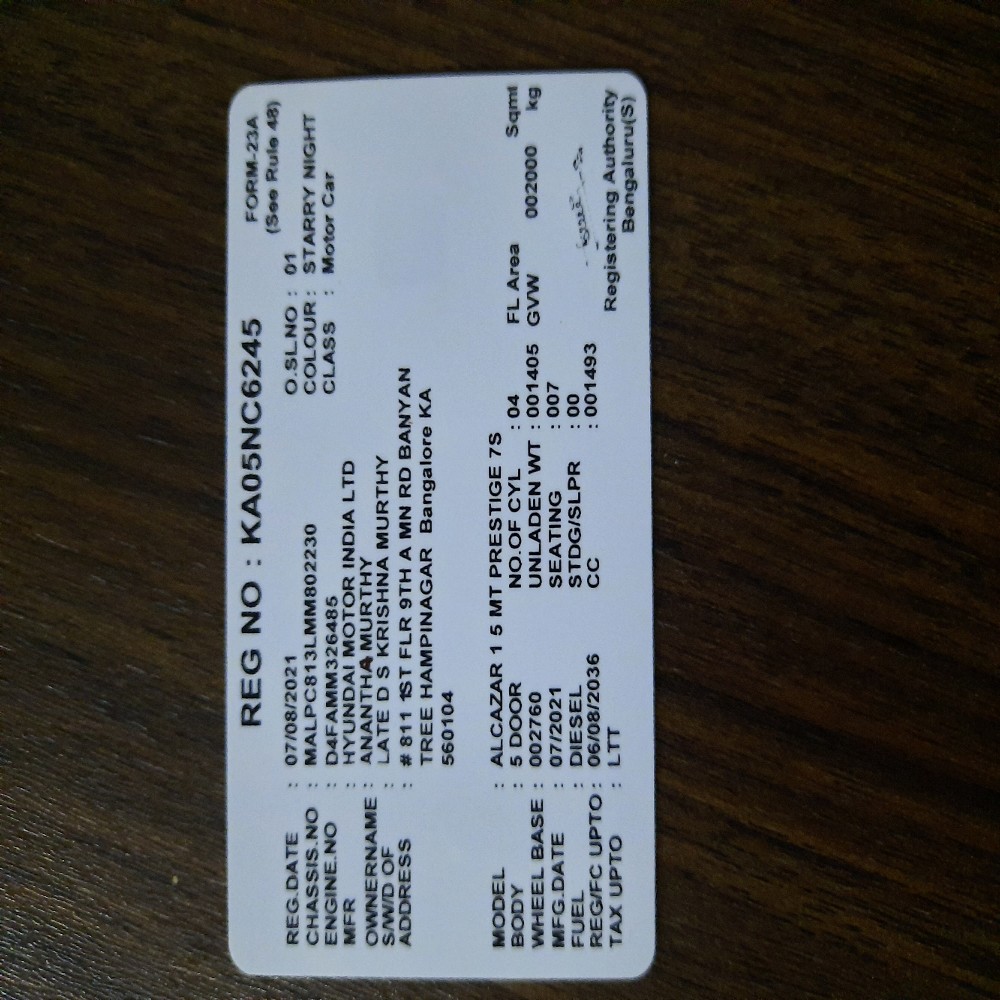 FORM-23A
(See Rule 48)
REG NO : KA05NC6245
REG.DATE : 07/08/2021 O.SLNO : 01
CHASSIS.NO : MALPC813LMM802230 COLOUR : STARRY NIGHT
ENGINE.NO : D4FAMM326485 CLASS : Motor Car
MFR : HYUNDAI MOTOR INDIA LTD
OWNERNAME : ANANTHA MURTHY
S/W/D OF : LATE D S KRISHNA MURTHY
ADDRESS : # 811 1ST FLR 9TH A MN RD BANYAN
TREE HAMPINAGAR Bangalore KA
560104
MODEL : ALCAZAR 1 5 MT PRESTIGE 7S
BODY : 5 DOOR NO.OF CYL : 04 FL Area Sqmt
WHEEL BASE : 002760 UNLADEN WT : 001405 GVW 002000 kg
MFG.DATE : 07/2021 SEATING : 007
FUEL : DIESEL STDG/SLPR : 00
REG/FC UPTO : 06/08/2036 CC : 001493
TAX UPTO : LTT
Registering Authority
Bengaluru(S)